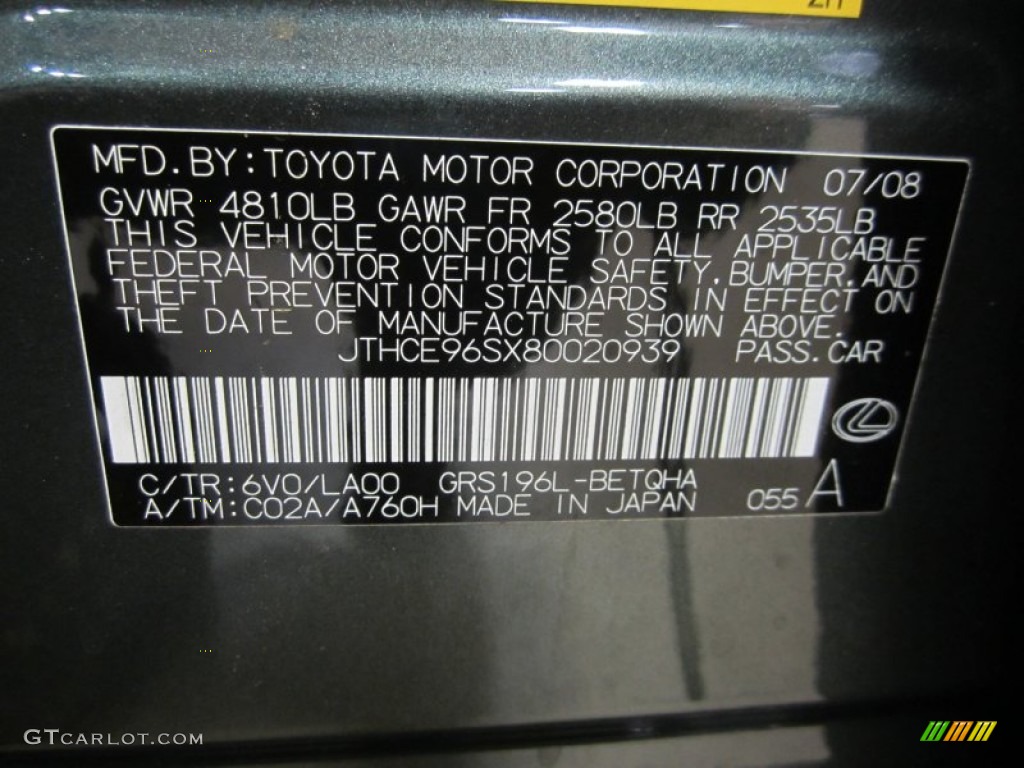 MFD. BY: TOYOTA MOTOR CORPORATION 07/08
GVWR 4810LB GAWR FR 2580LB RR 2535LB
THIS VEHICLE CONFORMS TO ALL APPLICABLE
FEDERAL MOTOR VEHICLE SAFETY, BUMPER, AND
THEFT PREVENTION STANDARDS IN EFFECT ON
THE DATE OF MANUFACTURE SHOWN ABOVE.
JTHCE96SX80020939 PASS. CAR
C/TR: 6V0/LA00 GRS196L-BETQHA
A/TM: C02A/A760H MADE IN JAPAN 055 A
GTCARLOT.COM